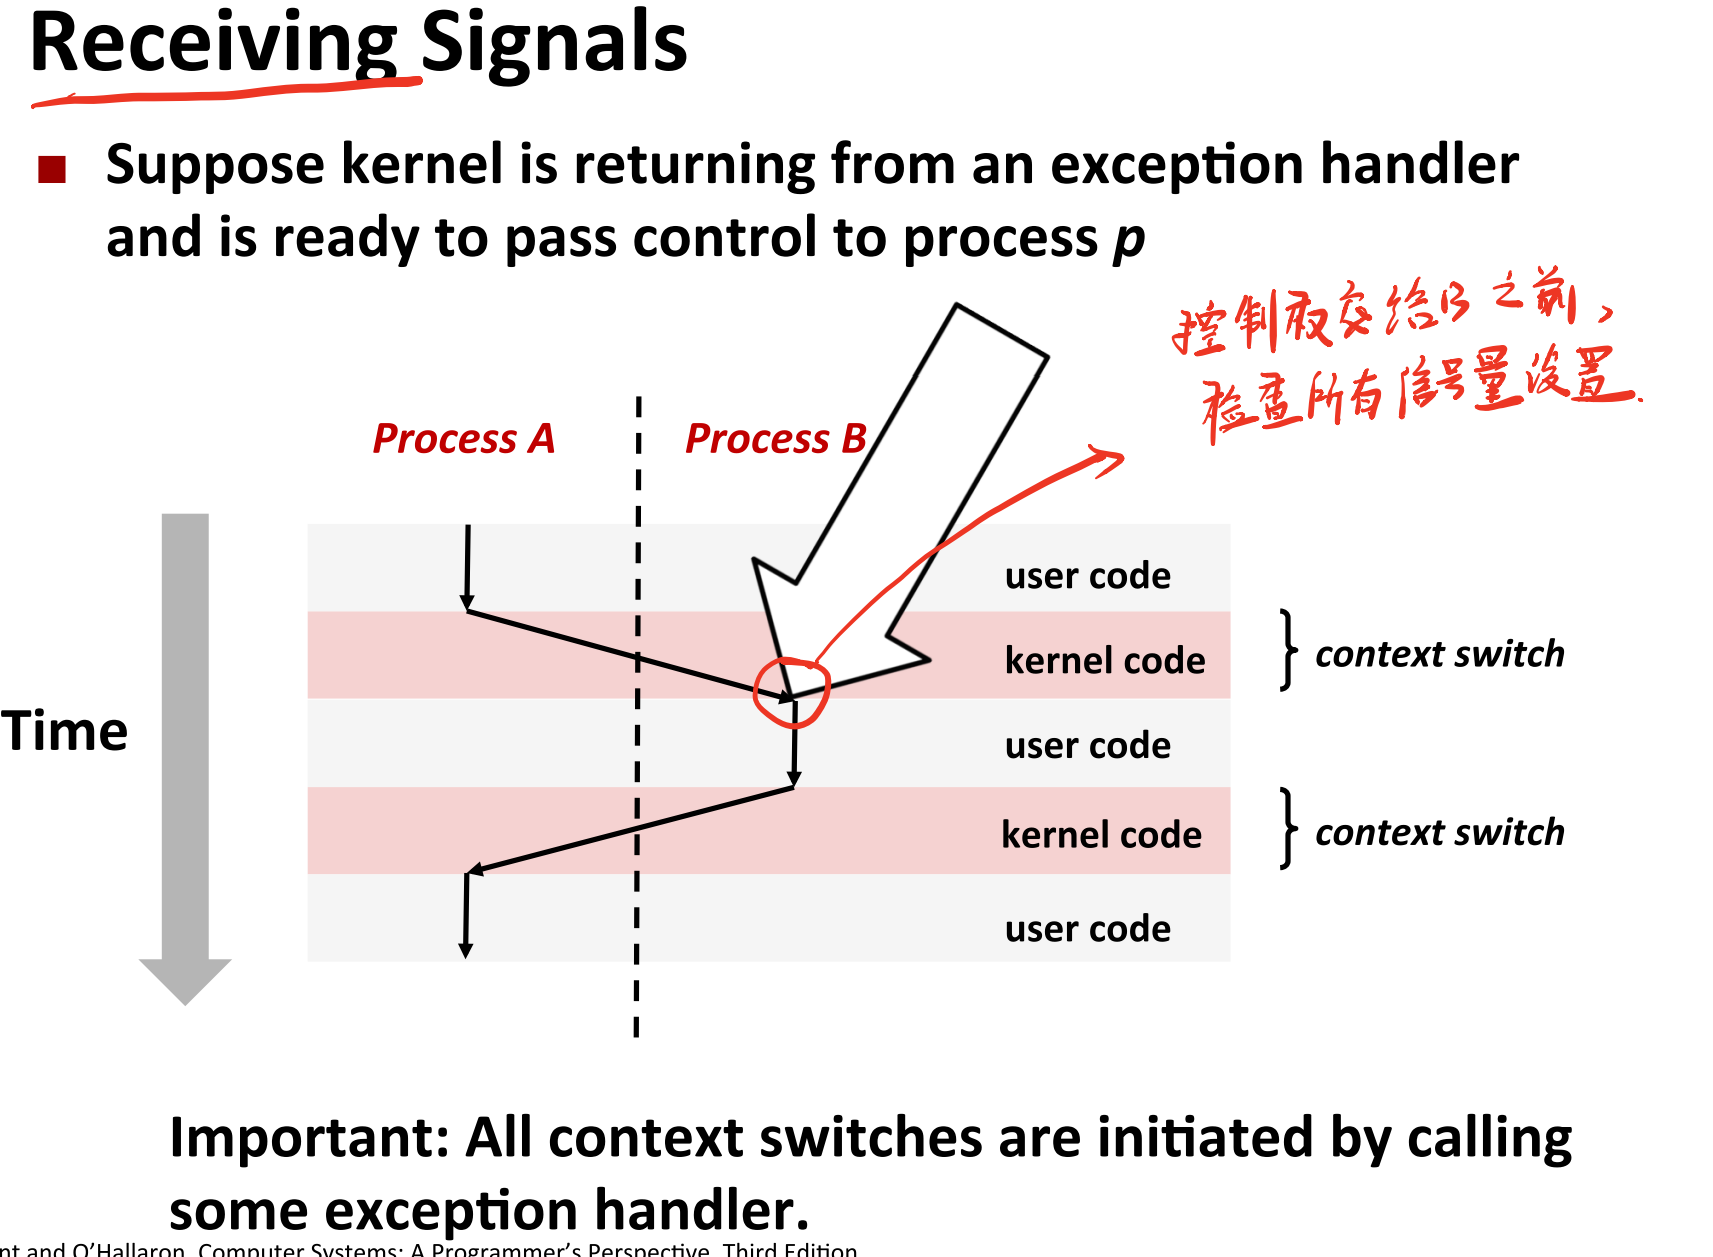 Receiving Signals
■ Suppose kernel is returning from an exception handler
and is ready to pass control to process p
控制权交给B之前，
检查所有信号量设置.
Process A
Process B
user code
kernel code
context switch
Time
user code
kernel code
context switch
user code
Important: All context switches are initiated by calling
some exception handler.
and O'Hallaron, Computer Systems: A Programmer's Perspective, Third Edition